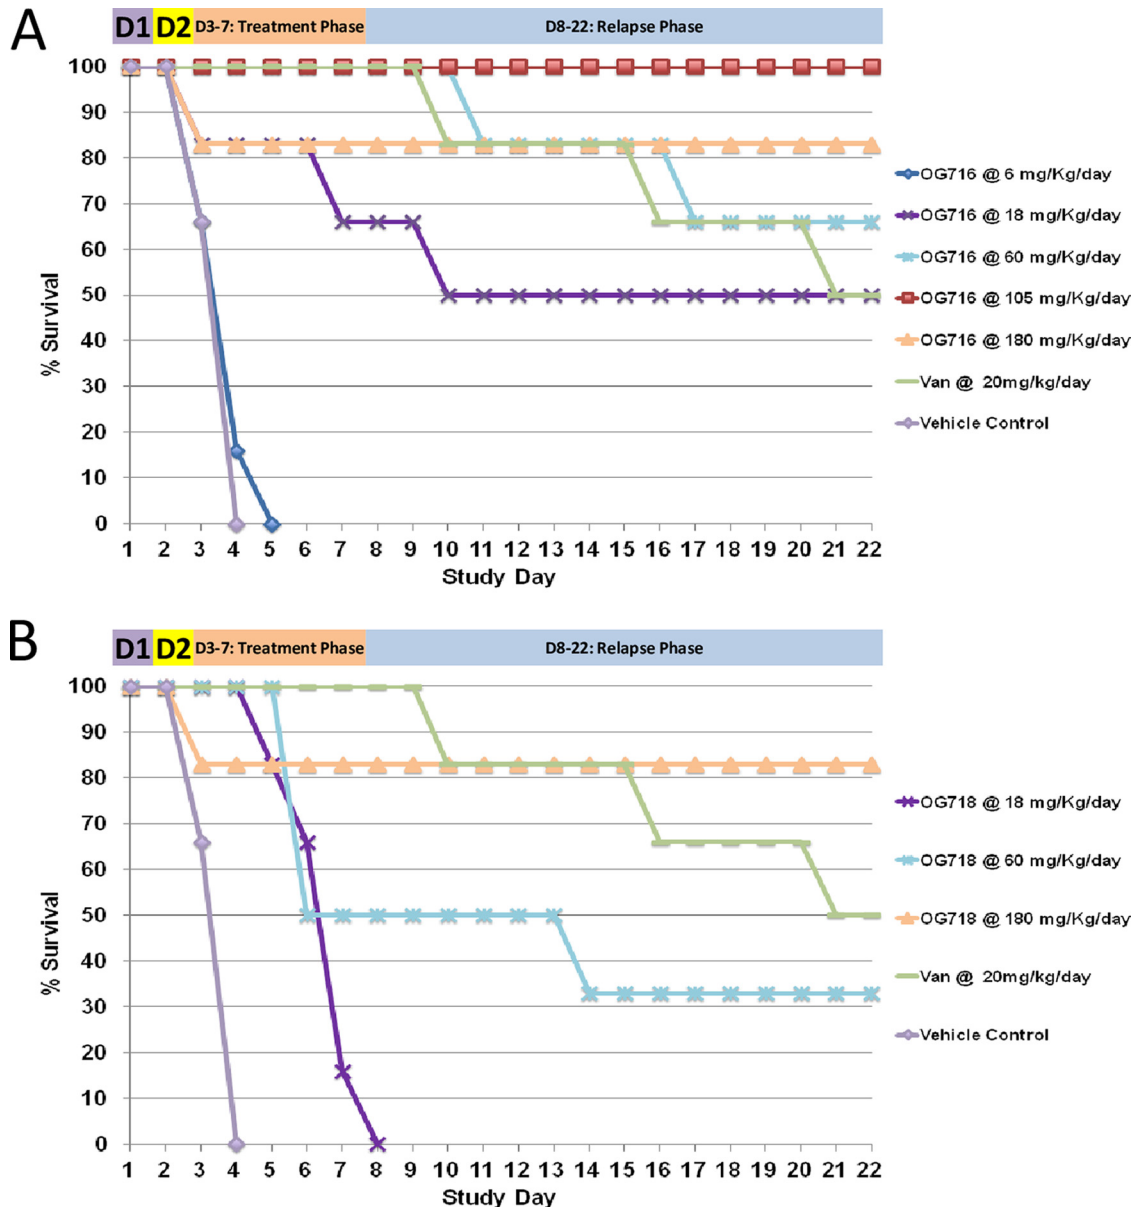 A
D1 D2 D3-7: Treatment Phase D8-22: Relapse Phase
100
90
80
70
60
50
40
30
20
10
0
% Survival
1 2 3 4 5 6 7 8 9 10 11 12 13 14 15 16 17 18 19 20 21 22
Study Day
OG716 @ 6 mg/Kg/day
OG716 @ 18 mg/Kg/day
OG716 @ 60 mg/Kg/day
OG716 @ 105 mg/Kg/day
OG716 @ 180 mg/Kg/day
Van @ 20mg/kg/day
Vehicle Control
B
D1 D2 D3-7: Treatment Phase D8-22: Relapse Phase
100
90
80
70
60
50
40
30
20
10
0
% Survival
1 2 3 4 5 6 7 8 9 10 11 12 13 14 15 16 17 18 19 20 21 22
Study Day
OG718 @ 18 mg/Kg/day
OG718 @ 60 mg/Kg/day
OG718 @ 180 mg/Kg/day
Van @ 20mg/kg/day
Vehicle Control